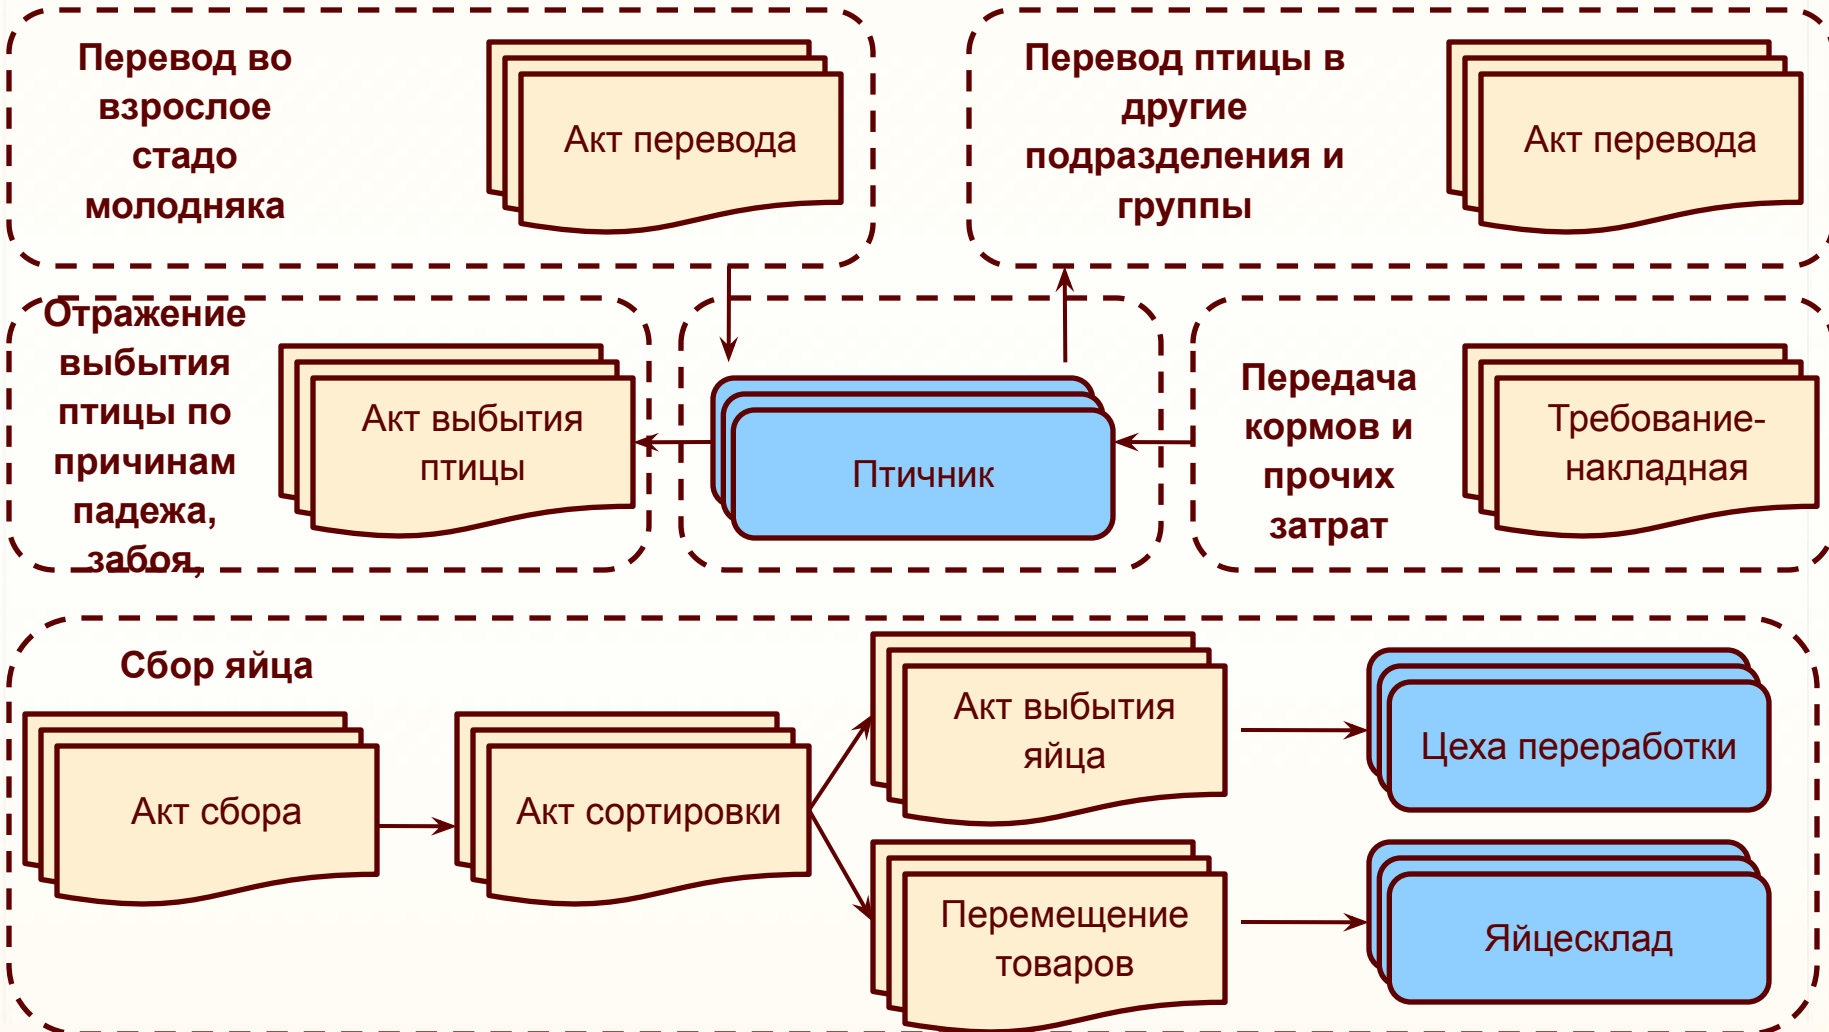 Перевод во
взрослое
стадо
молодняка
Акт перевода
Перевод птицы в
другие
подразделения и
группы
Акт перевода
Отражение
выбытия
птицы по
причинам
падежа,
забоя,
Акт выбытия
птицы
Птичник
Передача
кормов и
прочих
затрат
Требование-
накладная
Сбор яйца
Акт сбора
Акт сортировки
Акт выбытия
яйца
Цеха переработки
Перемещение
товаров
Яйцесклад